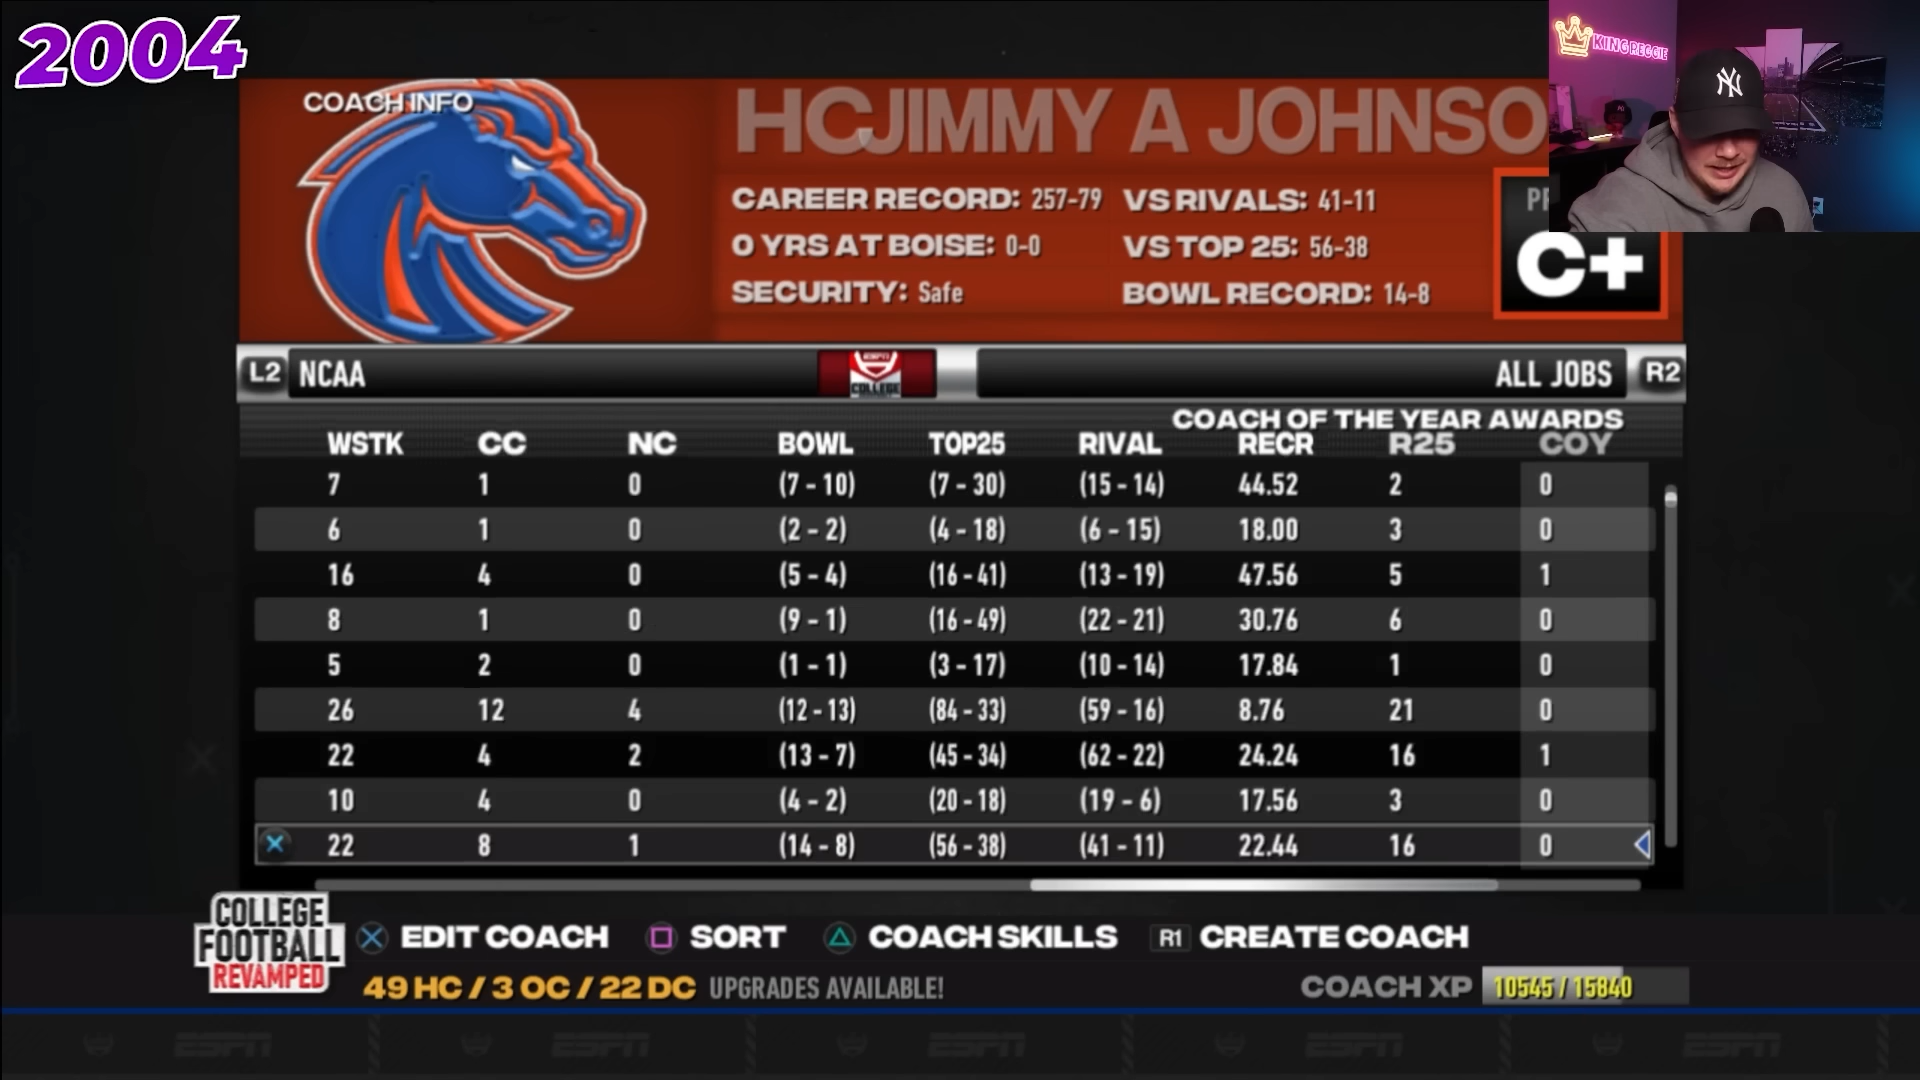 2004
KINGREGGIE
NY
COACH INFO
HCJIMMY A JOHNSO
CAREER RECORD: 257-79 VS RIVALS: 41-11
0 YRS AT BOISE: 0-0 VS TOP 25: 56-38
SECURITY: Safe BOWL RECORD: 14-8
C+
L2 NCAA ESPN COLLEGE ALL JOBS R2
COACH OF THE YEAR AWARDS
WSTK CC NC BOWL TOP25 RIVAL RECR R25 COY
7 1 0 (7 - 10) (7 - 30) (15 - 14) 44.52 2 0
6 1 0 (2 - 2) (4 - 18) (6 - 15) 18.00 3 0
16 4 0 (5 - 4) (16 - 41) (13 - 19) 47.56 5 1
8 1 0 (9 - 1) (16 - 49) (22 - 21) 30.76 6 0
5 2 0 (1 - 1) (3 - 17) (10 - 14) 17.84 1 0
26 12 4 (12 - 13) (84 - 33) (59 - 16) 8.76 21 0
22 4 2 (13 - 7) (45 - 34) (62 - 22) 24.24 16 1
10 4 0 (4 - 2) (20 - 18) (19 - 6) 17.56 3 0
22 8 1 (14 - 8) (56 - 38) (41 - 11) 22.44 16 0
COLLEGE FOOTBALL REVAMPED
EDIT COACH SORT COACH SKILLS R1 CREATE COACH
49 HC / 3 OC / 22 DC UPGRADES AVAILABLE! COACH XP 10545 / 15840
ESPN ESPN ESPN ESPN ESPN